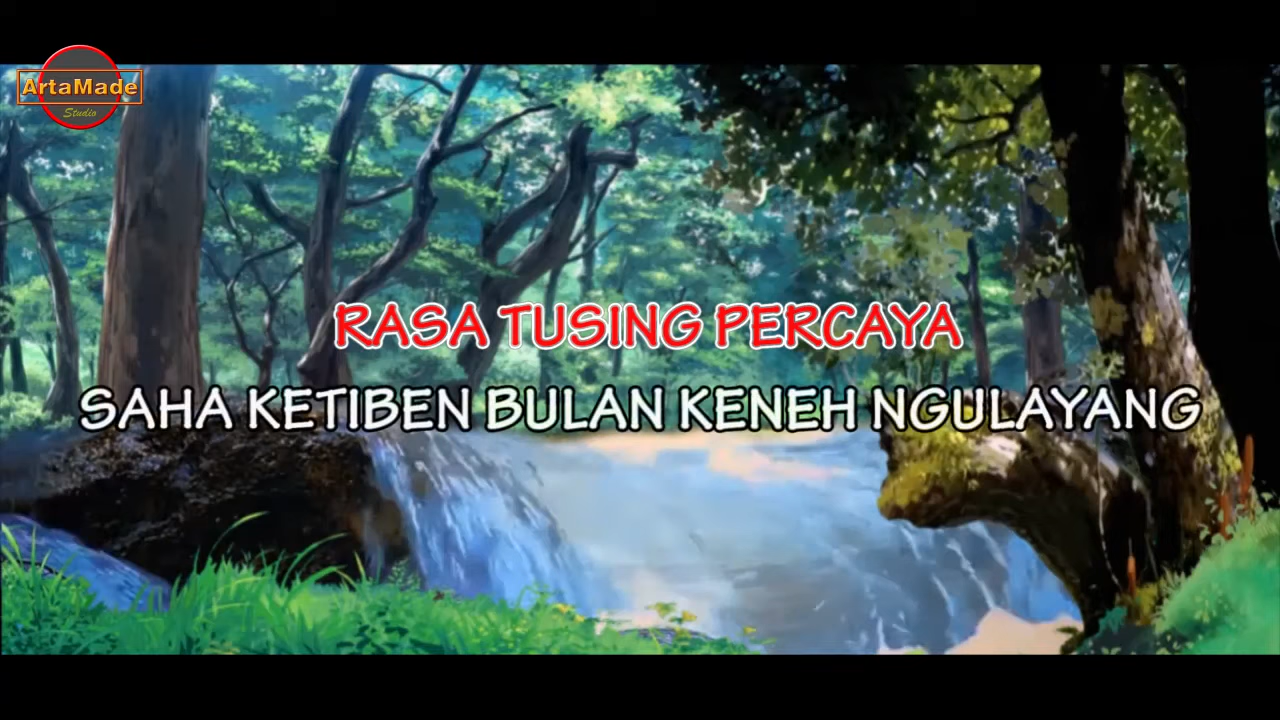 ArtaMade
Studio
RASA TUSING PERCAYA
SAHA KETIBEN BULAN KENEH NGULAYANG